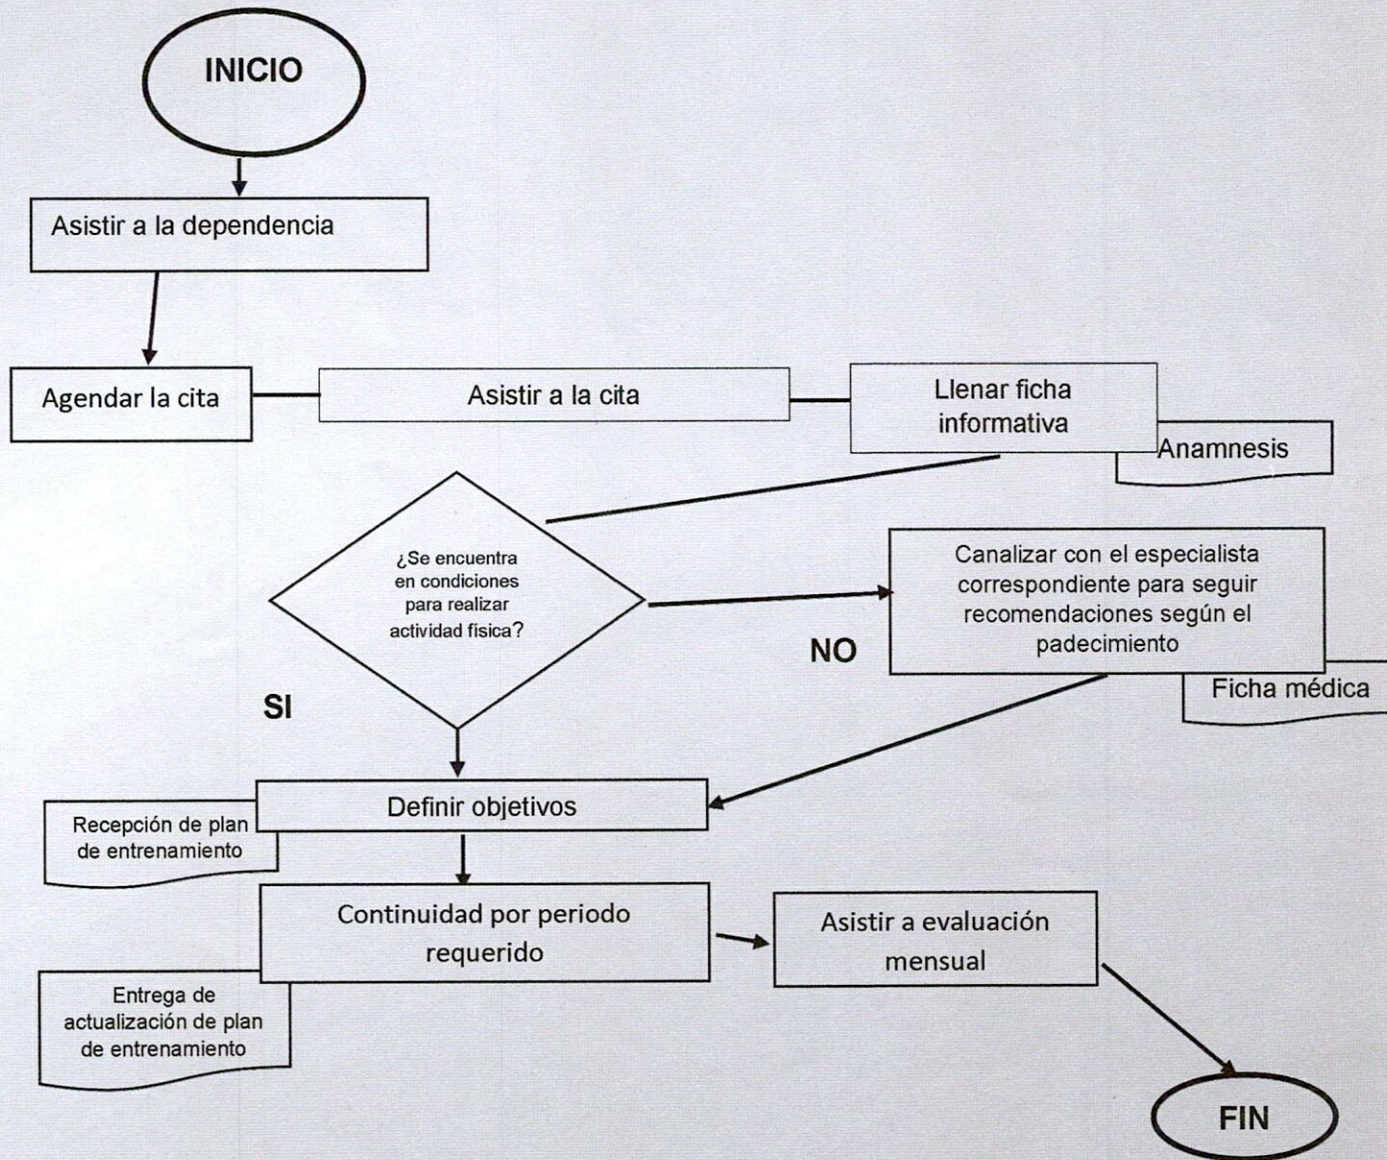 INICIO
Asistir a la dependencia
Agendar la cita
Asistir a la cita
Llenar ficha
informativa
Anamnesis
¿Se encuentra
en condiciones
para realizar
actividad física?
Canalizar con el especialista
correspondiente para seguir
recomendaciones según el
padecimiento
NO
Ficha médica
SI
Definir objetivos
Recepción de plan
de entrenamiento
Continuidad por periodo
requerido
Asistir a evaluación
mensual
Entrega de
actualización de plan
de entrenamiento
FIN